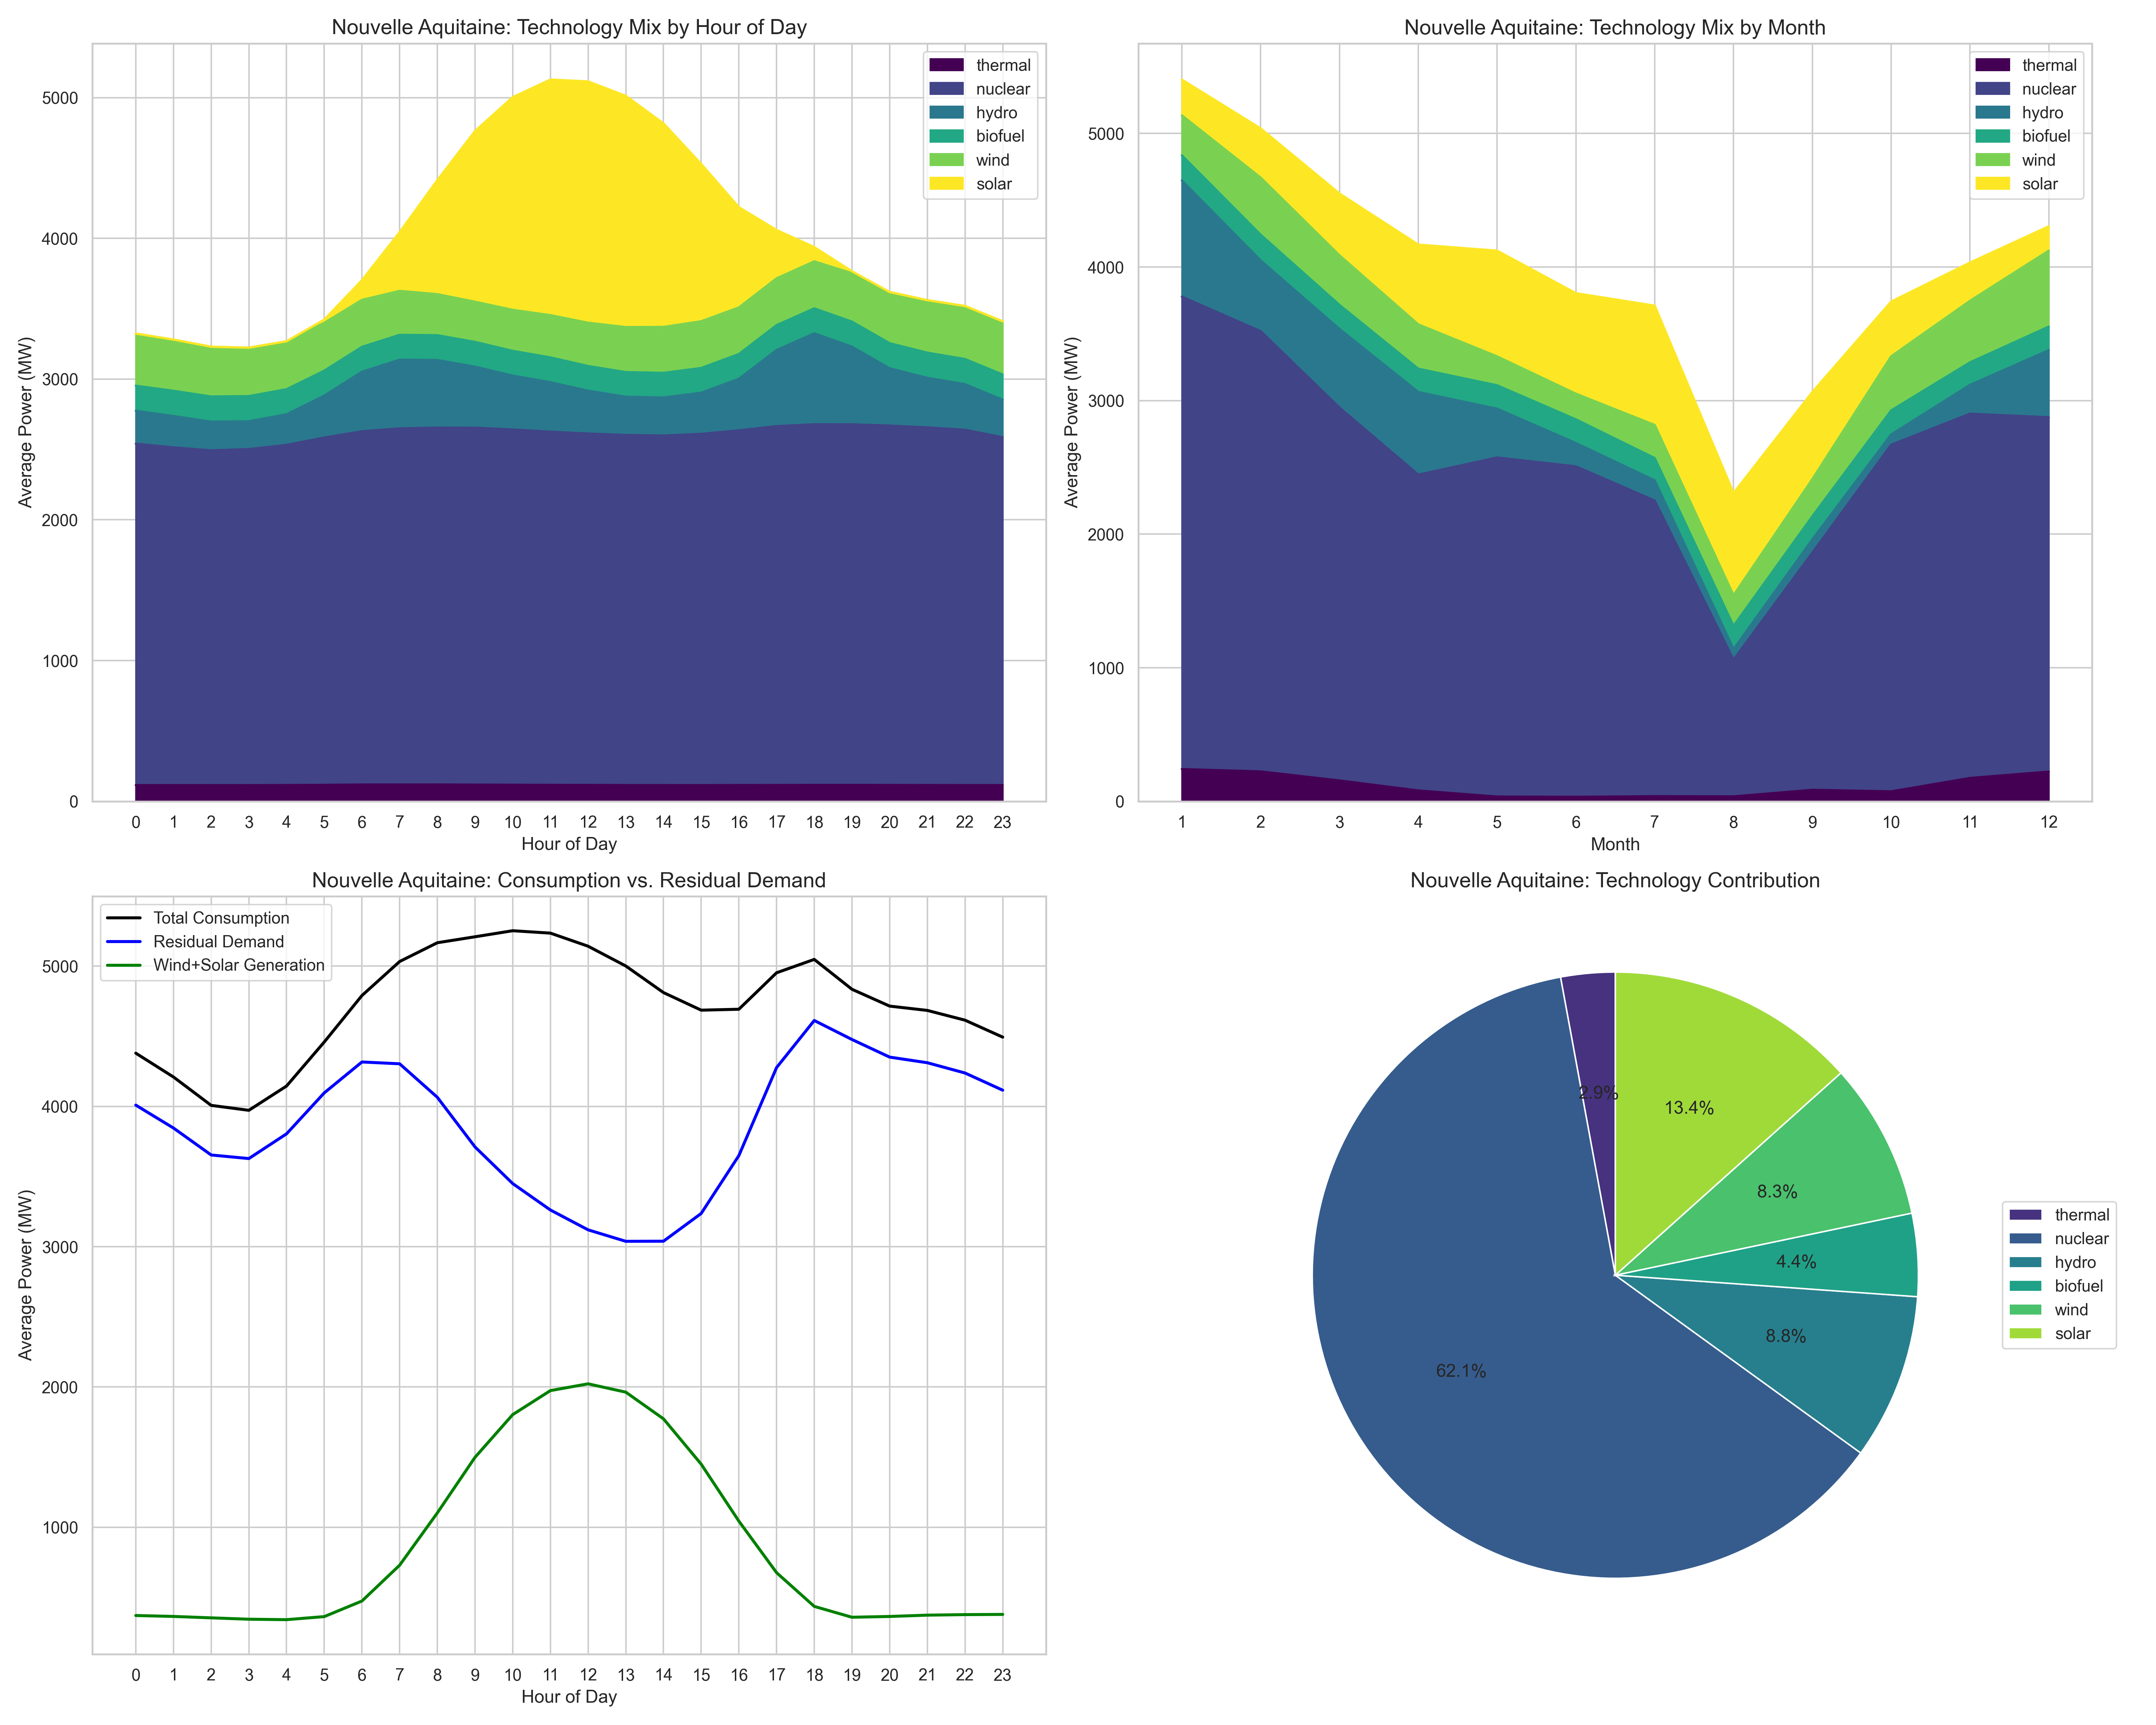 Nouvelle Aquitaine: Technology Mix by Hour of Day
Average Power (MW)
5000
4000
3000
2000
1000
0
thermal
nuclear
hydro
biofuel
wind
solar
0 1 2 3 4 5 6 7 8 9 10 11 12 13 14 15 16 17 18 19 20 21 22 23
Hour of Day
Nouvelle Aquitaine: Technology Mix by Month
Average Power (MW)
5000
4000
3000
2000
1000
0
thermal
nuclear
hydro
biofuel
wind
solar
1 2 3 4 5 6 7 8 9 10 11 12
Month
Nouvelle Aquitaine: Consumption vs. Residual Demand
Average Power (MW)
5000
4000
3000
2000
1000
Total Consumption
Residual Demand
Wind+Solar Generation
0 1 2 3 4 5 6 7 8 9 10 11 12 13 14 15 16 17 18 19 20 21 22 23
Hour of Day
Nouvelle Aquitaine: Technology Contribution
2.9%
13.4%
8.3%
4.4%
8.8%
62.1%
thermal
nuclear
hydro
biofuel
wind
solar